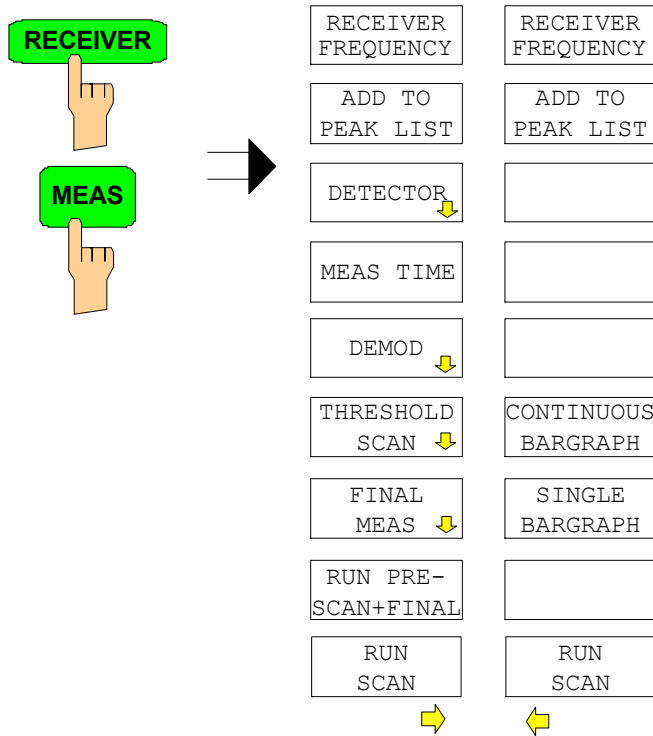 RECEIVER
MEAS
RECEIVER
FREQUENCY
ADD TO
PEAK LIST
DETECTOR
MEAS TIME
DEMOD
THRESHOLD
SCAN
FINAL
MEAS
RUN PRE-
SCAN+FINAL
RUN
SCAN
RECEIVER
FREQUENCY
ADD TO
PEAK LIST
CONTINUOUS
BARGRAPH
SINGLE
BARGRAPH
RUN
SCAN